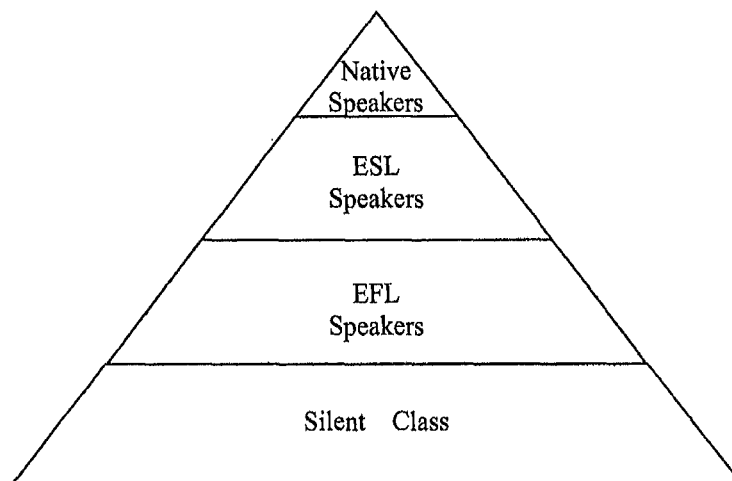 Native
Speakers
ESL
Speakers
EFL
Speakers
Silent Class